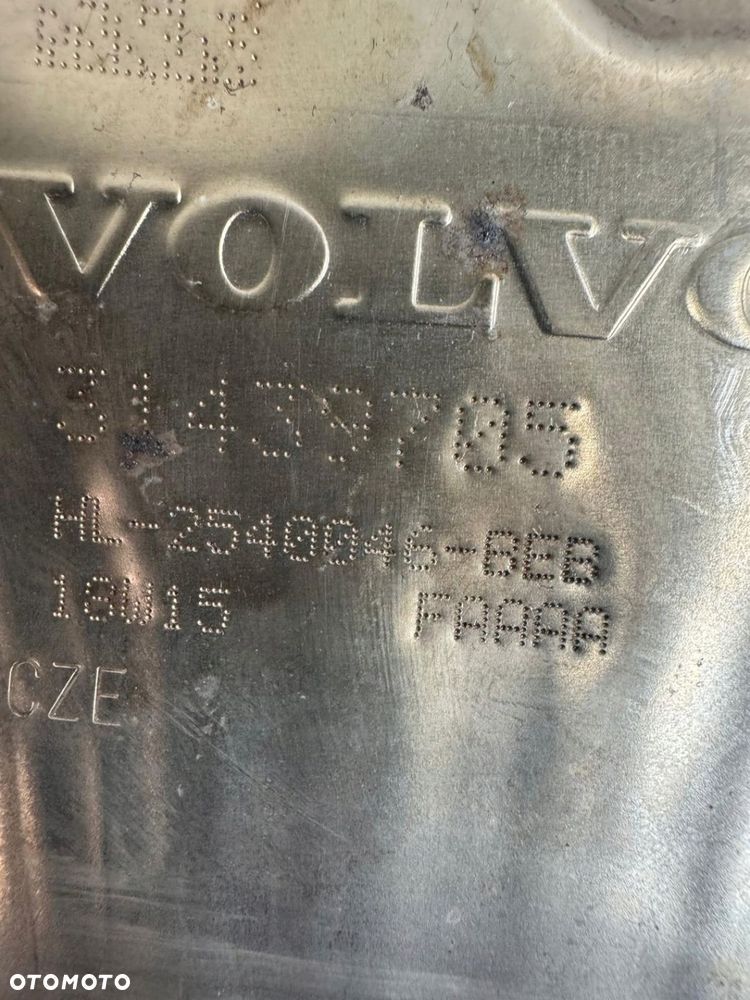 VOLVO
31439705
HL-2540046-BEB
18W15 FAAAA
CZE
OTOMOTO